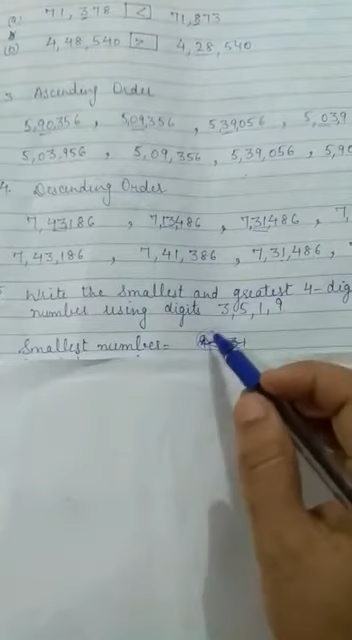 (a) 71,378 < 71,873
(b) 4,48,540 > 4,28,540
3. Ascending Order
5,90,356 , 5,09,356 , 5,39,056 , 5,03,9
5,03,956 , 5,09,356 , 5,39,056 , 5,90
4. Descending Order
7,43,186 , 7,13,486 , 7,31,486 , 7,
7,43,186 , 7,41,386 , 7,31,486 ,
Write the smallest and greatest 4-dig
number using digits 3,5,1,9
Smallest number=